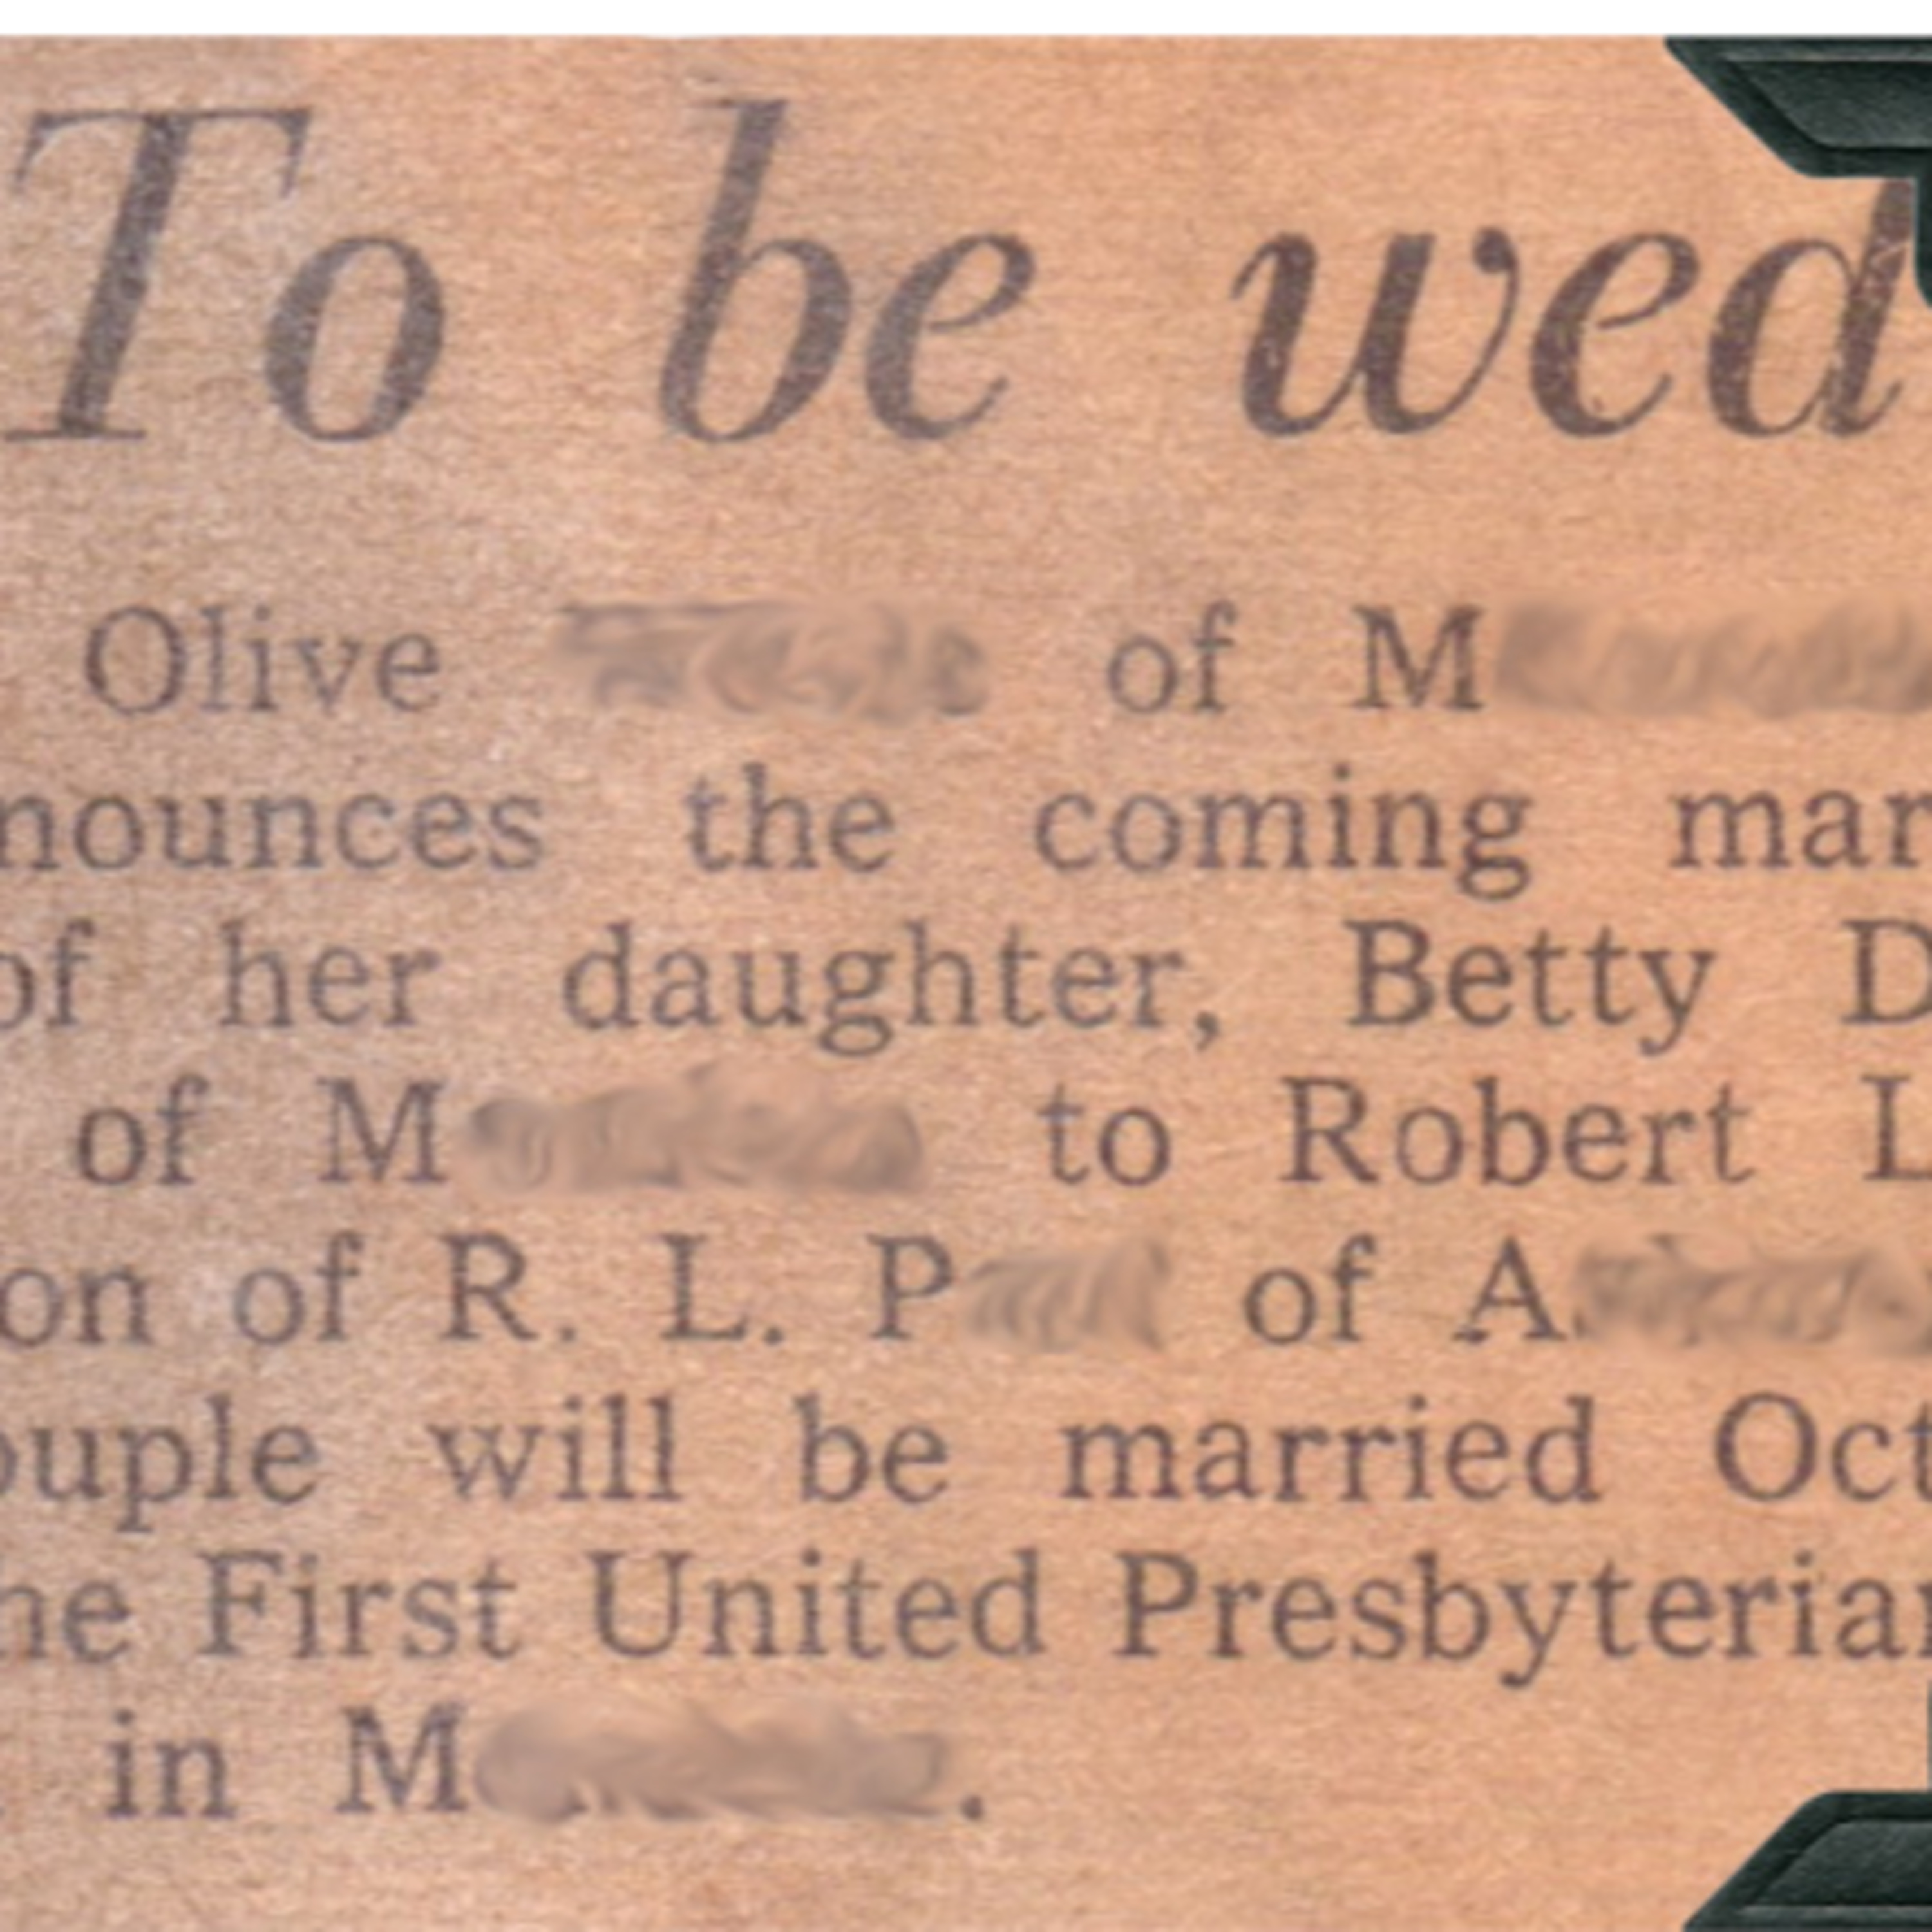 To be wed
Olive of M
nounces the coming mar
of her daughter, Betty D
of M to Robert L
on of R. L. P of A
ouple will be married Oct
he First United Presbyterian
in M .